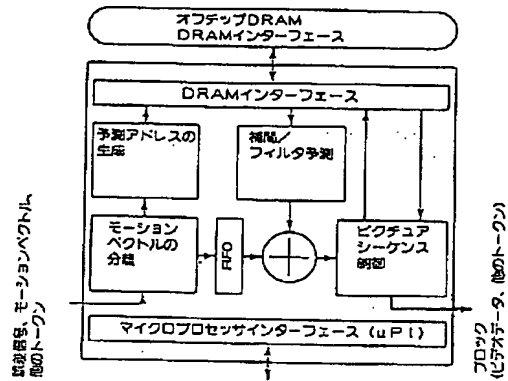 オフチップDRAM
DRAMインターフェース
DRAMインターフェース
予測アドレスの
生成
補間/
フィルタ予測
モーション
ベクトルの
分離
FIFO
ピクチュア
シーケンス
マイクロプロセッサインターフェース (uPI)
モーションベクトル、
他のトークン
ブロック
(ビデオデータ、他のトークン)